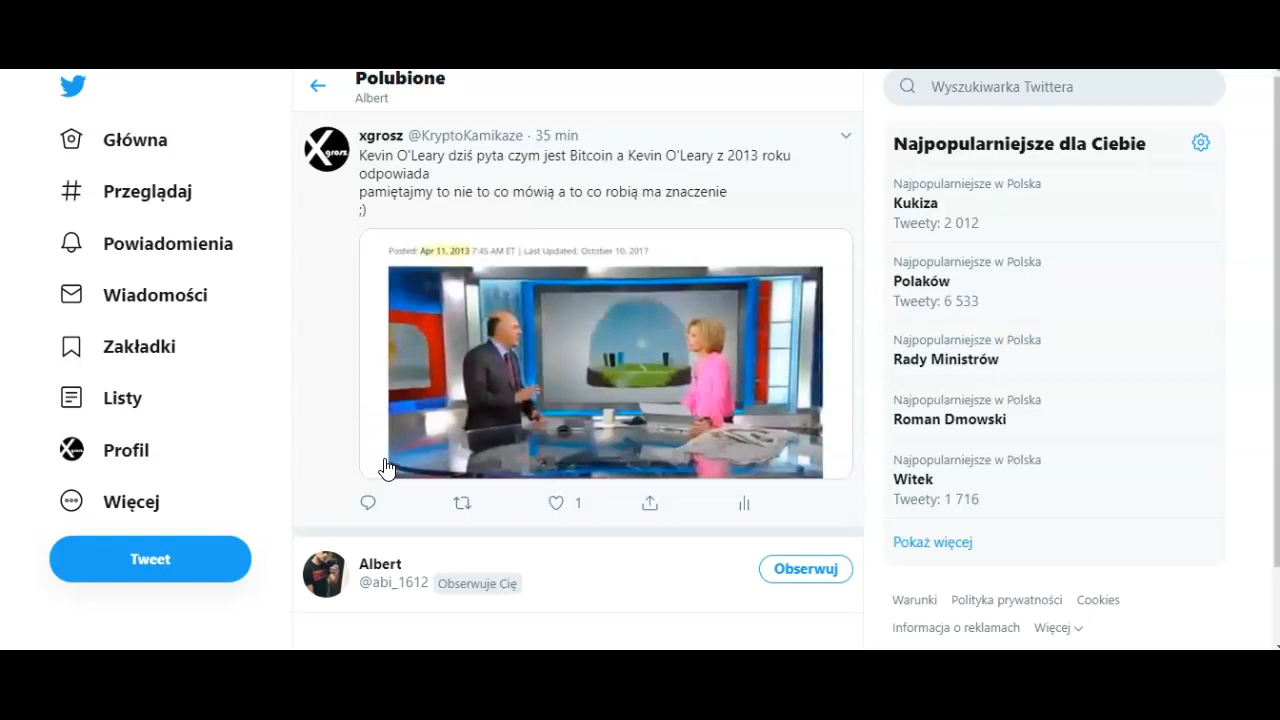 Główna
Przeglądaj
Powiadomienia
Wiadomości
Zakładki
Listy
Profil
Więcej
Tweet
Polubione
Albert
xgrosz @KryptoKamikaze · 35 min
Kevin O'Leary dziś pyta czym jest Bitcoin a Kevin O'Leary z 2013 roku
odpowiada
pamiętajmy to nie to co mówią a to co robią ma znaczenie
;)
Posted: Apr 11, 2013 7:45 AM ET | Last Updated: October 10, 2017
1
Albert
@abi_1612 Obserwuje Cię
Obserwuj
Wyszukiwarka Twittera
Najpopularniejsze dla Ciebie
Najpopularniejsze w Polska
Kukiza
Tweety: 2 012
Najpopularniejsze w Polska
Polaków
Tweety: 6 533
Najpopularniejsze w Polska
Rady Ministrów
Najpopularniejsze w Polska
Roman Dmowski
Najpopularniejsze w Polska
Witek
Tweety: 1 716
Pokaż więcej
Warunki Polityka prywatności Cookies
Informacja o reklamach Więcej